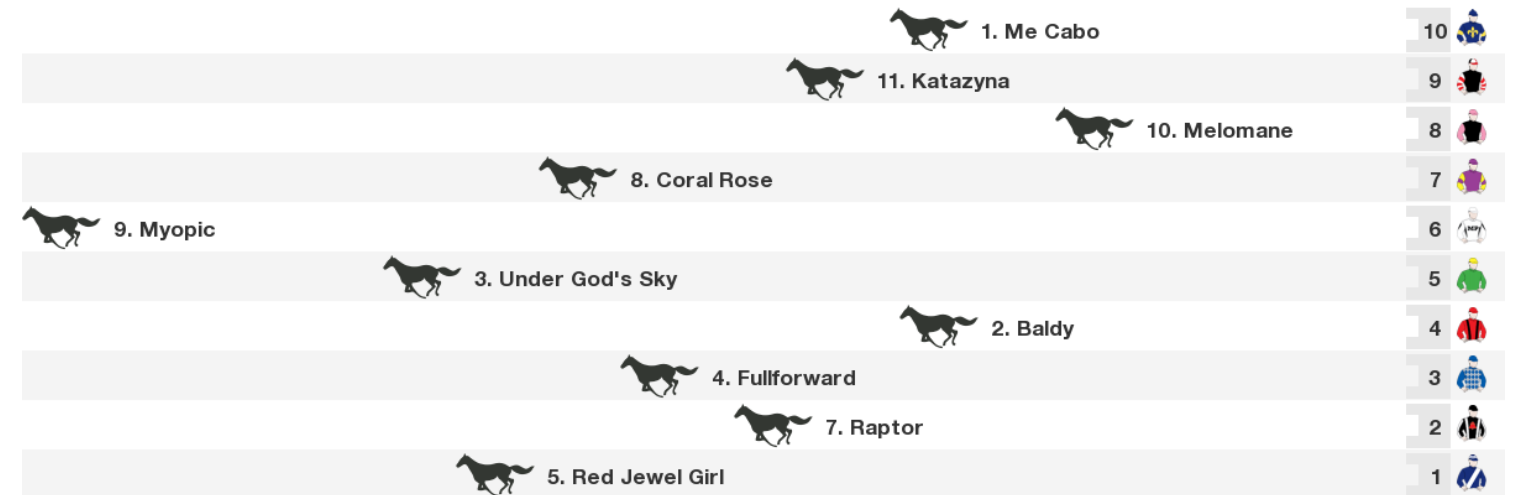 1. Me Cabo 10
11. Katazyna 9
10. Melomane 8
8. Coral Rose 7
9. Myopic 6
3. Under God's Sky 5
2. Baldy 4
4. Fullforward 3
7. Raptor 2
5. Red Jewel Girl 1